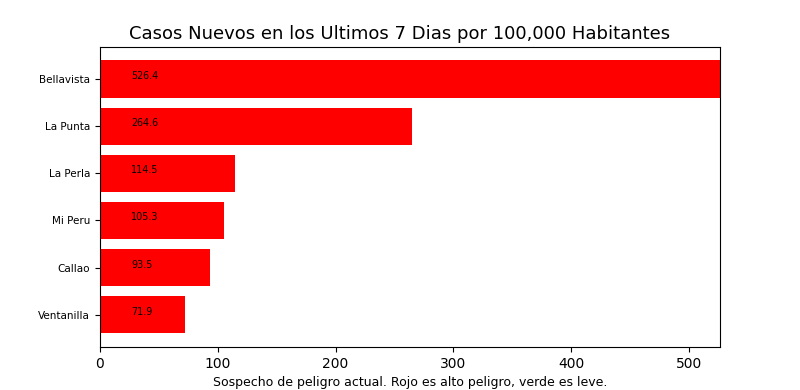 Casos Nuevos en los Ultimos 7 Dias por 100,000 Habitantes
Bellavista 526.4
La Punta 264.6
La Perla 114.5
Mi Peru 105.3
Callao 93.5
Ventanilla 71.9
0 100 200 300 400 500
Sospecho de peligro actual. Rojo es alto peligro, verde es leve.